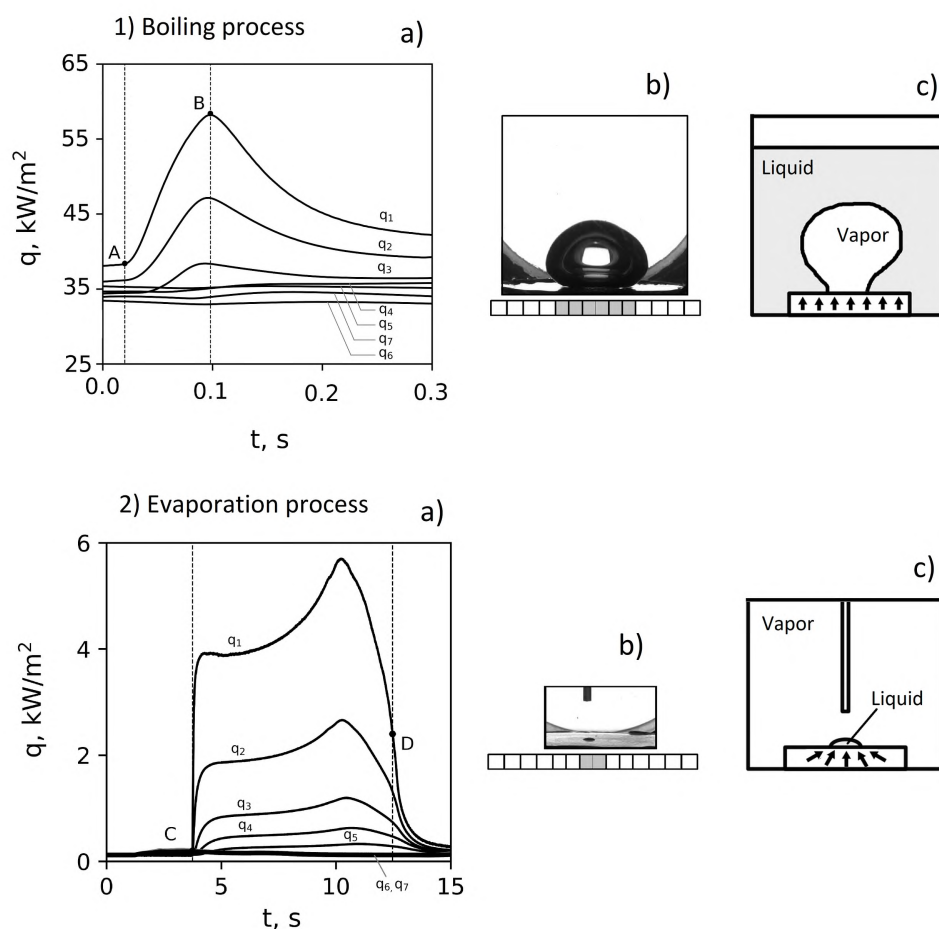 1) Boiling process
a)
65
55
45
35
25
q, kW/m²
A
B
q₁
q₂
q₃
q₄
q₅
q₇
q₆
0.0
0.1
0.2
0.3
t, s
b)
c)
Liquid
Vapor
2) Evaporation process
a)
6
4
2
0
q, kW/m²
q₁
q₂
q₃
q₄
q₅
q₆, q₇
C
D
0
5
10
15
t, s
b)
c)
Vapor
Liquid